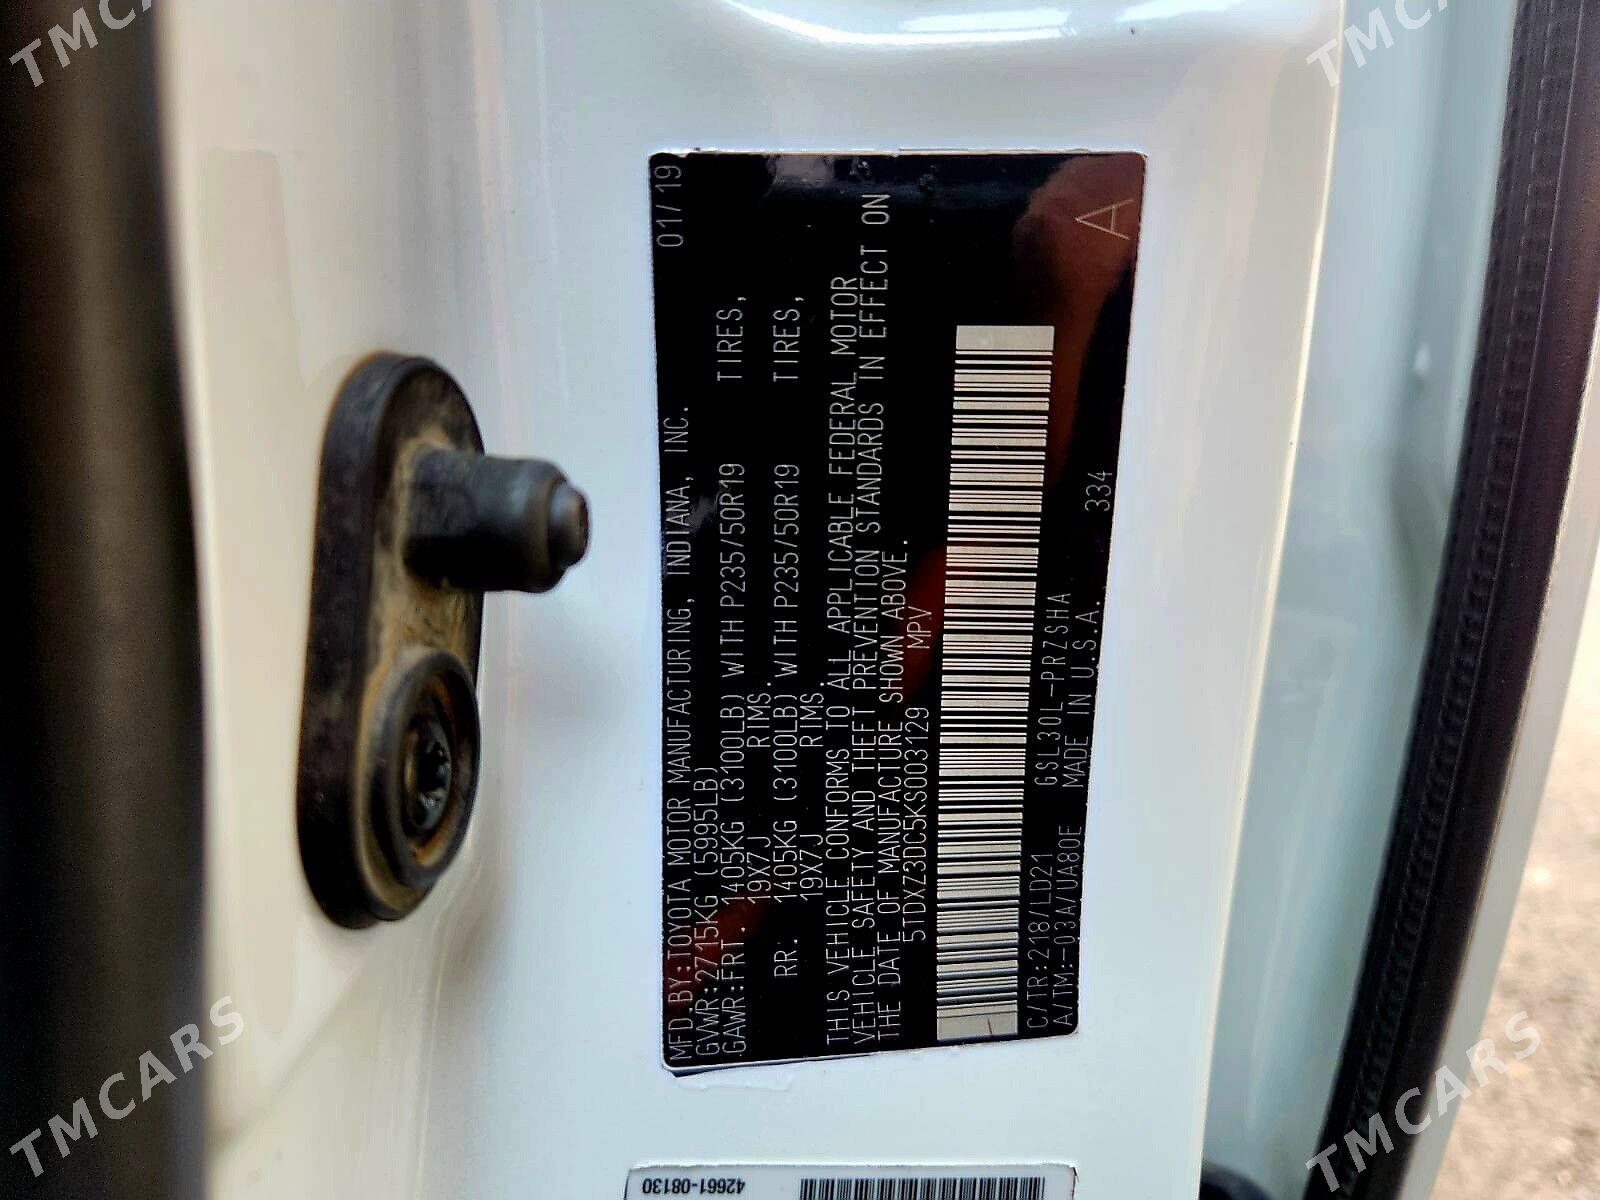 MFD.BY:TOYOTA MOTOR MANUFACTURING, INDIANA, INC. 01/19
GVWR:2715KG (5995LB)
GAWR:FRT. 1405KG (3100LB) WITH P235/50R19 TIRES,
19X7J RIMS.
RR: 1405KG (3100LB) WITH P235/50R19 TIRES,
19X7J RIMS.
THIS VEHICLE CONFORMS TO ALL APPLICABLE FEDERAL MOTOR
VEHICLE SAFETY AND THEFT PREVENTION STANDARDS IN EFFECT ON
THE DATE OF MANUFACTURE SHOWN ABOVE.
5TDXZ3DC5KS003129 MPV
C/TR:218/LD21 GSL30L-PRZSHA 334
A/TM:-03A/UA80E MADE IN U.S.A. A
42661-08130
TMCARS
TMCARS
TMCARS
TMCARS